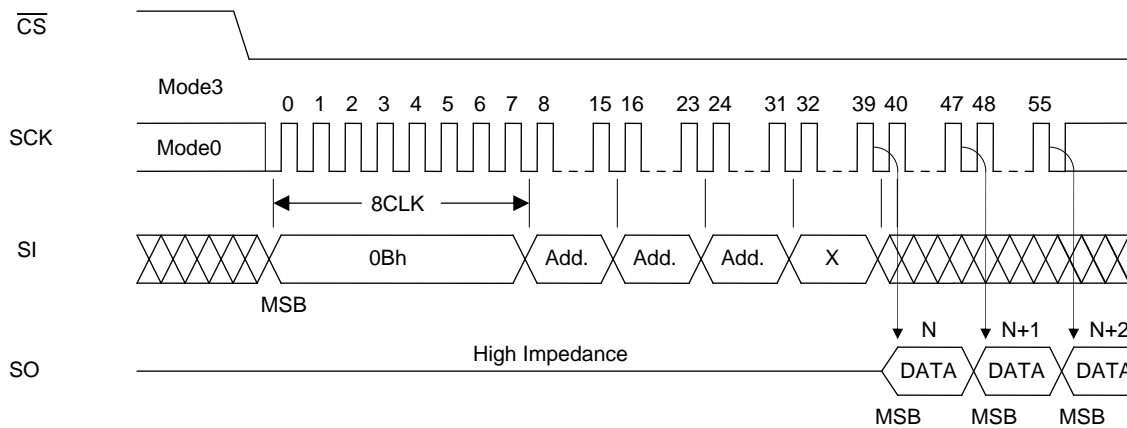 CS
Mode3
0 1 2 3 4 5 6 7 8 15 16 23 24 31 32 39 40 47 48 55
SCK
Mode0
8CLK
SI
0Bh Add. Add. Add. X
MSB
N N+1 N+2
High Impedance
SO
DATA DATA DATA
MSB MSB MSB